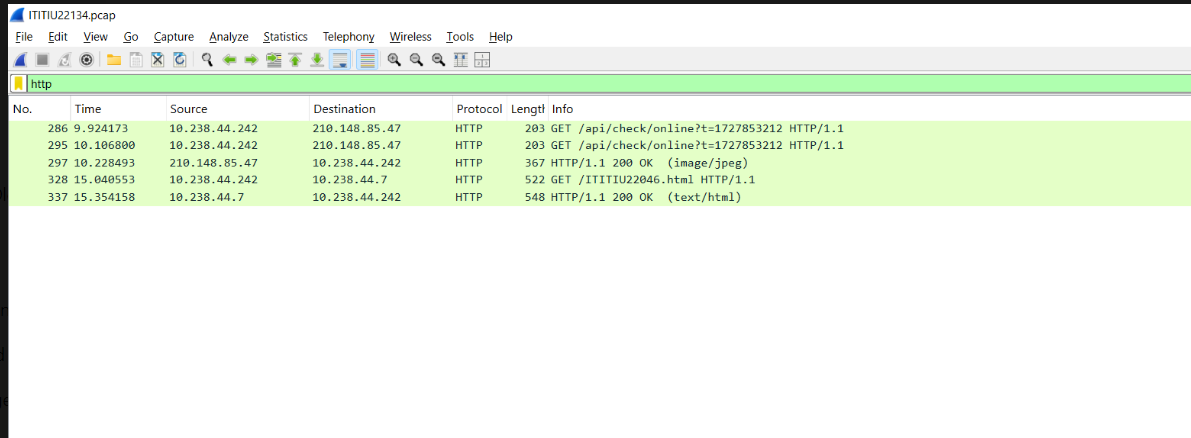 ITITIU22134.pcap
File Edit View Go Capture Analyze Statistics Telephony Wireless Tools Help
http
No. Time Source Destination Protocol Length Info
286 9.924173 10.238.44.242 210.148.85.47 HTTP 203 GET /api/check/online?t=1727853212 HTTP/1.1
295 10.106800 10.238.44.242 210.148.85.47 HTTP 203 GET /api/check/online?t=1727853212 HTTP/1.1
297 10.228493 210.148.85.47 10.238.44.242 HTTP 367 HTTP/1.1 200 OK (image/jpeg)
328 15.040553 10.238.44.242 10.238.44.7 HTTP 522 GET /ITITIU22046.html HTTP/1.1
337 15.354158 10.238.44.7 10.238.44.242 HTTP 548 HTTP/1.1 200 OK (text/html)